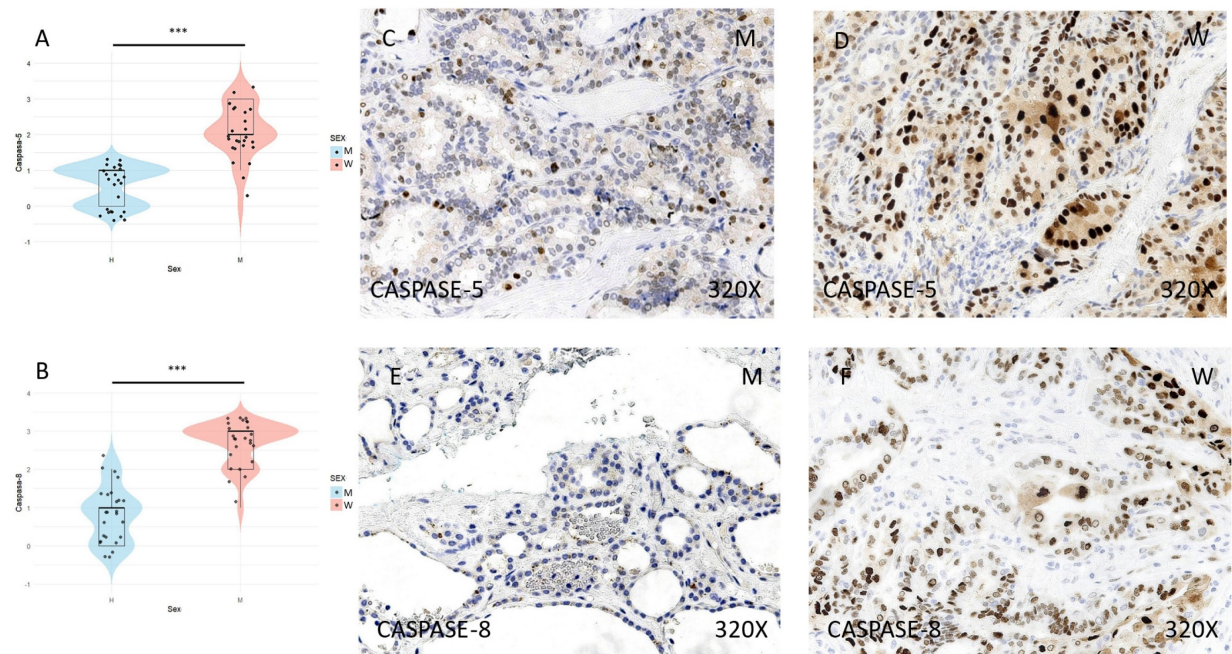 A
***
4
3
2
1
0
-1
Caspasa-5
H
M
Sex
SEX
M
W
C
M
CASPASE-5
320X
D
W
CASPASE-5
320X
B
***
4
3
2
1
0
-1
Caspasa-8
H
M
Sex
SEX
M
W
E
M
CASPASE-8
320X
F
W
CASPASE-8
320X